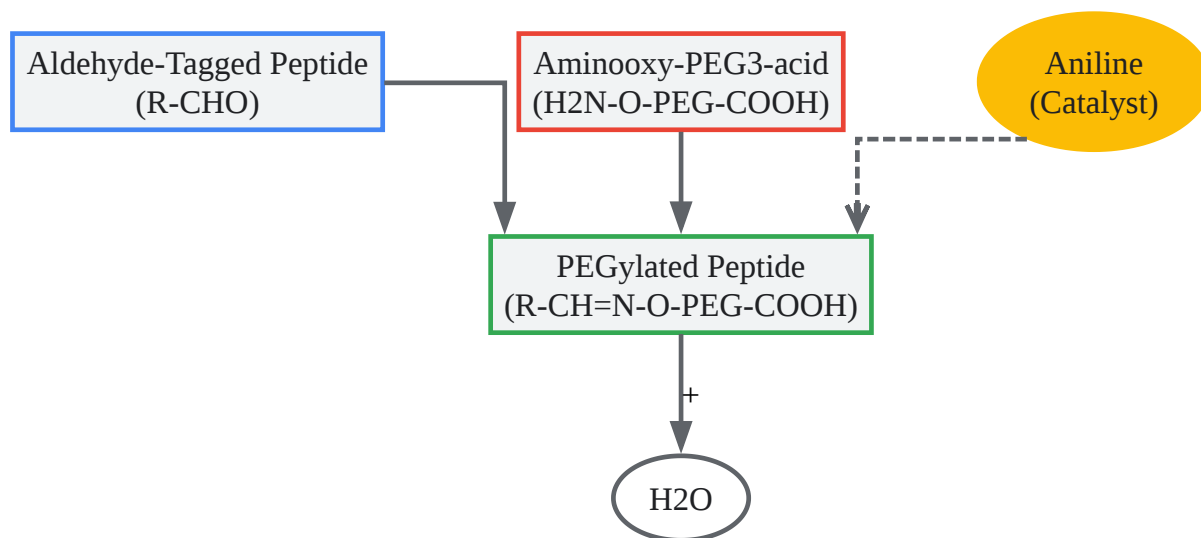 Aldehyde-Tagged Peptide
(R-CHO)
Aminooxy-PEG3-acid
(H2N-O-PEG-COOH)
Aniline
(Catalyst)
PEGylated Peptide
(R-CH=N-O-PEG-COOH)
+
H2O